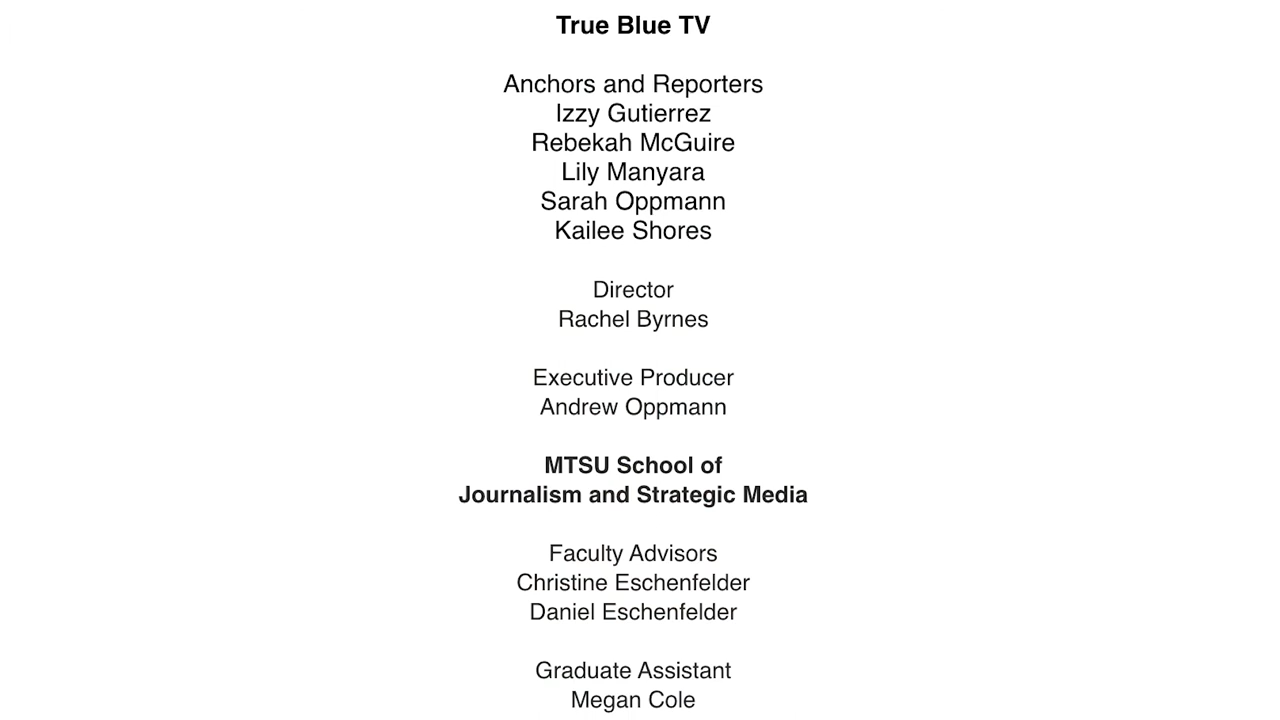 True Blue TV
Anchors and Reporters
Izzy Gutierrez
Rebekah McGuire
Lily Manyara
Sarah Oppmann
Kailee Shores
Director
Rachel Byrnes
Executive Producer
Andrew Oppmann
MTSU School of
Journalism and Strategic Media
Faculty Advisors
Christine Eschenfelder
Daniel Eschenfelder
Graduate Assistant
Megan Cole